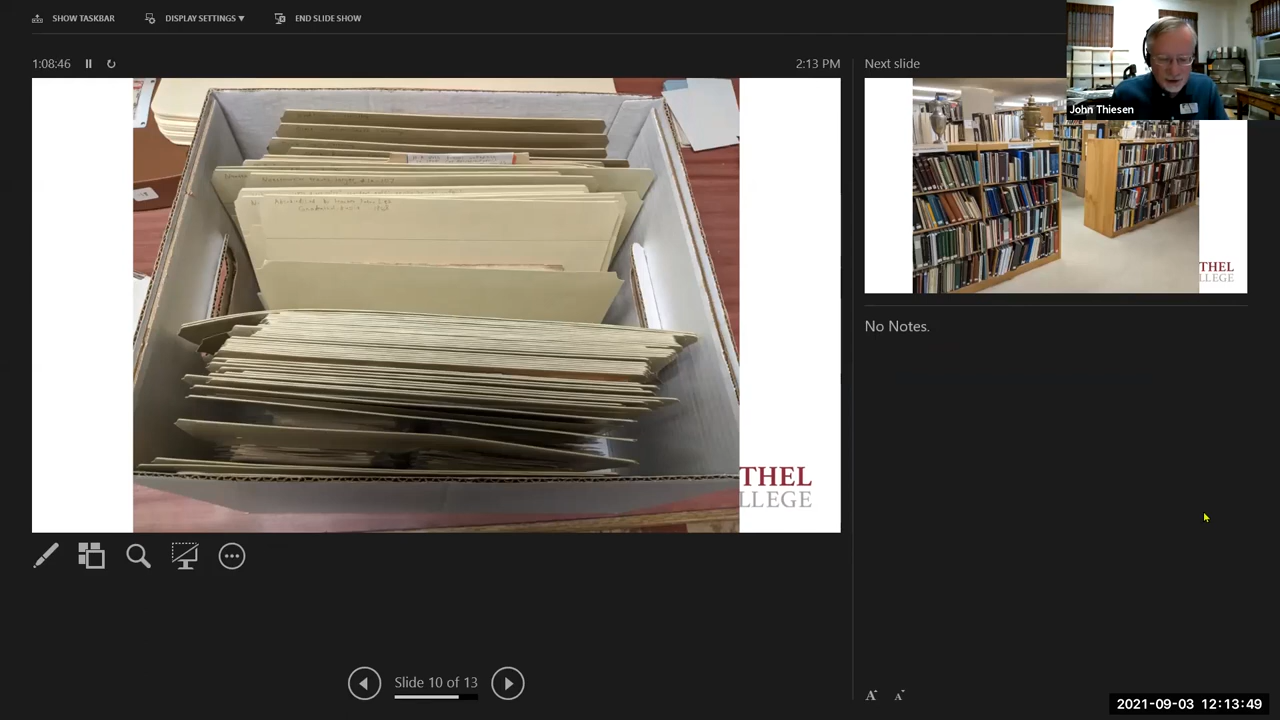 SHOW TASKBAR
DISPLAY SETTINGS ▼
END SLIDE SHOW
1:08:46
2:13 PM
Next slide
John Thiesen
THEL
LLEGE
THEL
LLEGE
No Notes.
Slide 10 of 13
2021-09-03 12:13:49